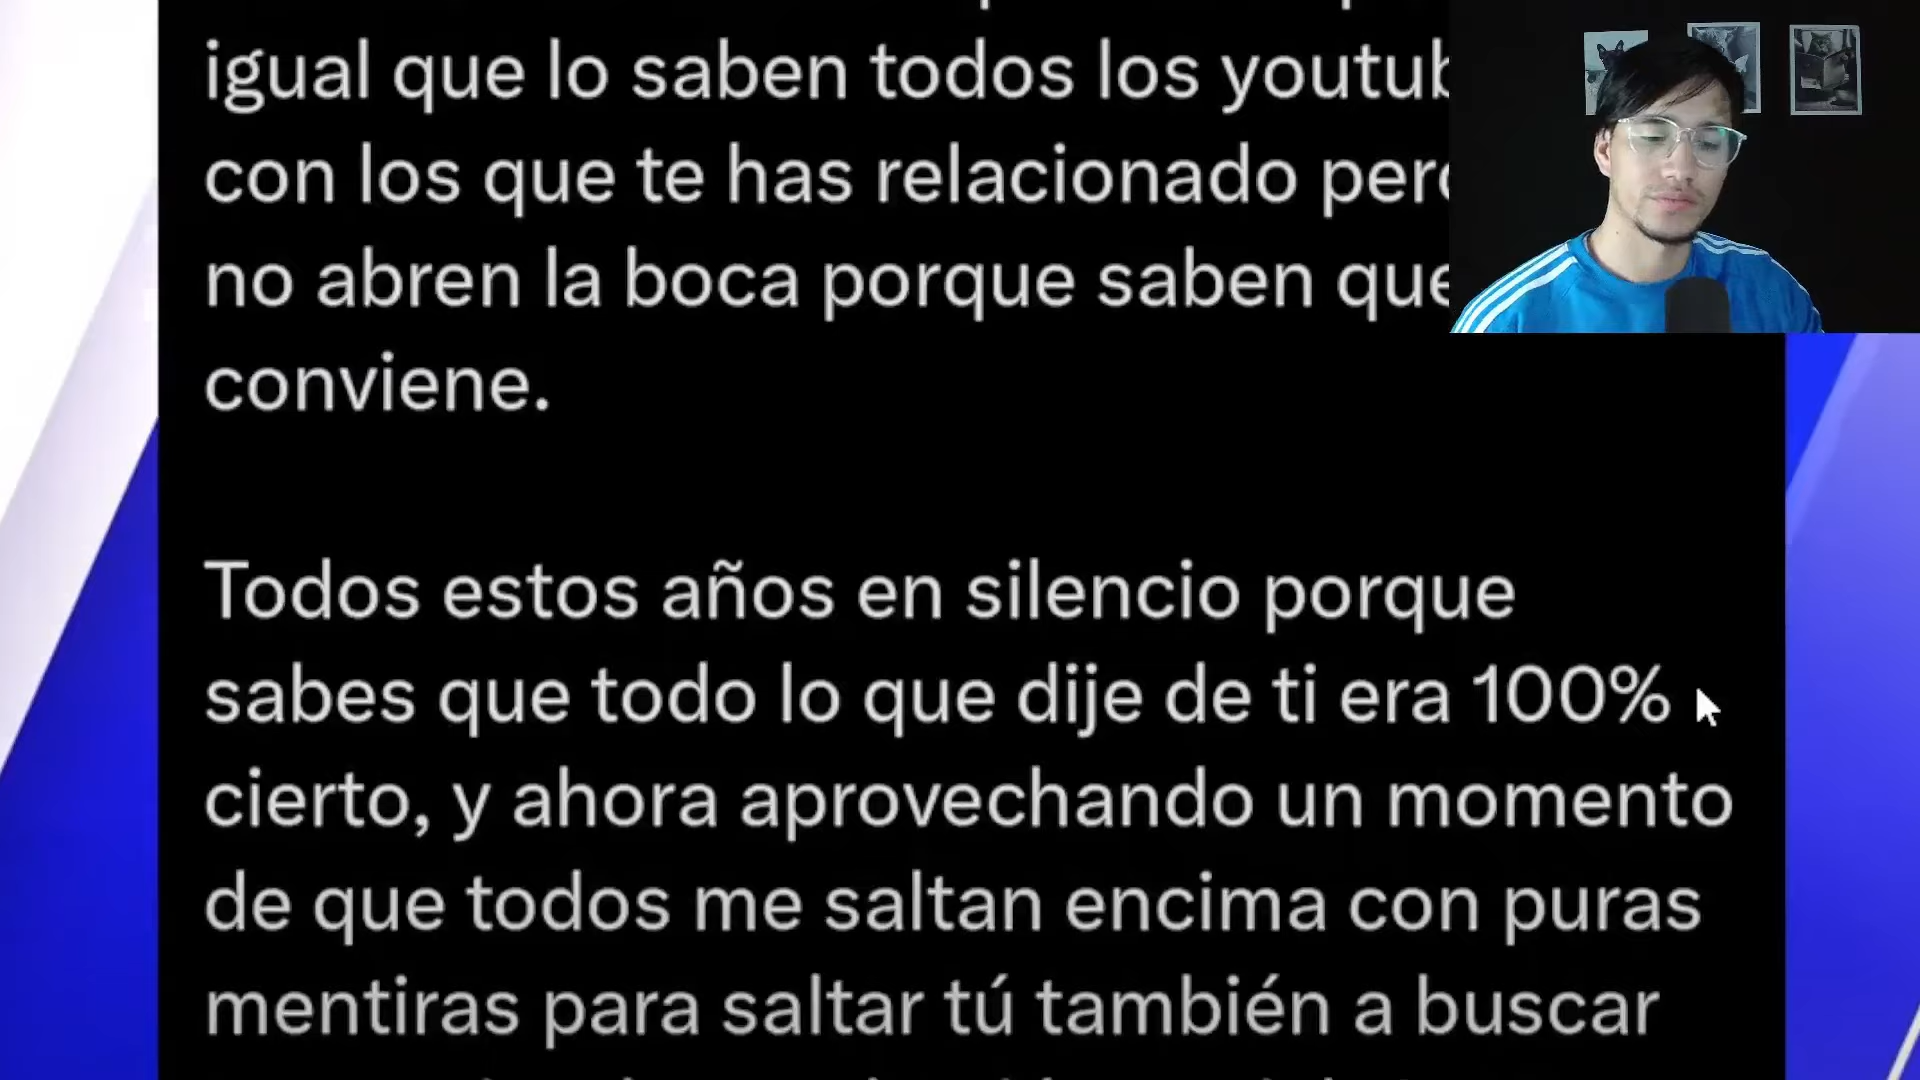 igual que lo saben todos los
con los que te has relacionado
no abren la boca porque saben que
conviene.
Todos estos años en silencio porque
sabes que todo lo que dije de ti era 100%
cierto, y ahora aprovechando un momento
de que todos me saltan encima con puras
mentiras para saltar tú también a buscar